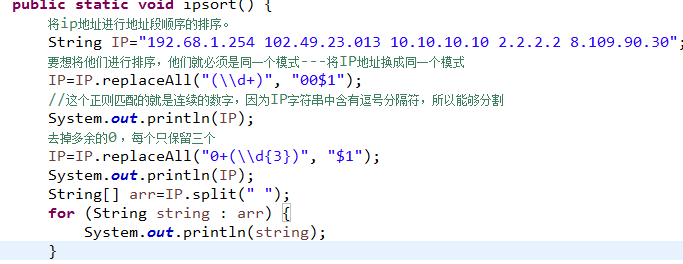 public static void ipsort() {
将ip地址进行地址段顺序的排序。
String IP="192.68.1.254 102.49.23.013 10.10.10.10 2.2.2.2 8.109.90.30";
要想将他们进行排序，他们就必须是同一个模式---将IP地址换成同一个模式
IP=IP.replaceAll("(\\d+)", "00$1");
//这个正则匹配的就是连续的数字，因为IP字符串中含有逗号分隔符，所以能够分割
System.out.println(IP);
去掉多余的0，每个只保留三个
IP=IP.replaceAll("0+(\\d{3})", "$1");
System.out.println(IP);
String[] arr=IP.split(" ");
for (String string : arr) {
System.out.println(string);
}